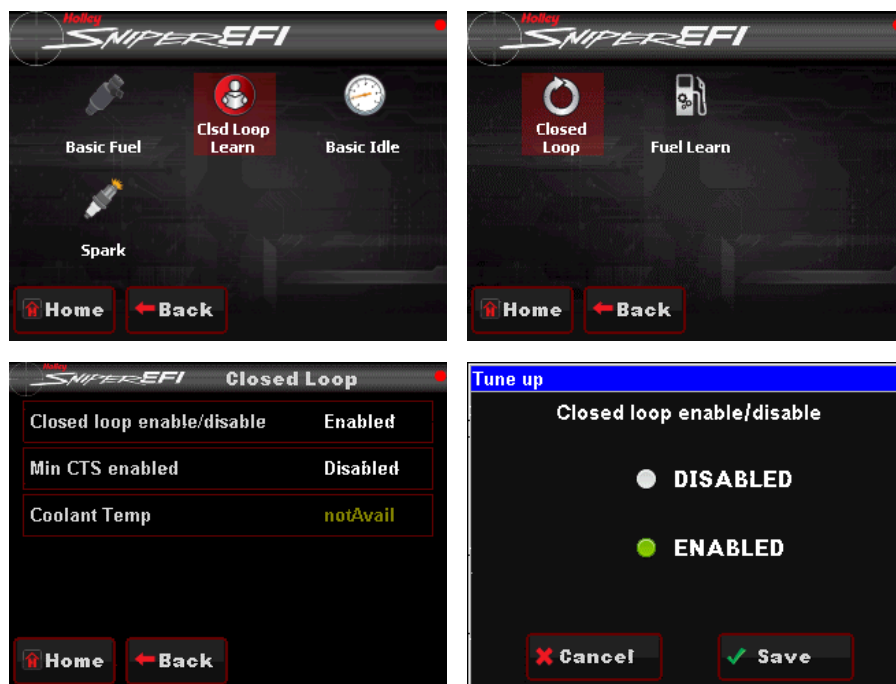 Holley
SNIPER EFI
Basic Fuel
Clsd Loop
Learn
Basic Idle
Spark
Home
Back
Holley
SNIPER EFI
Closed
Loop
Fuel Learn
Home
Back
Holley
SNIPER EFI Closed Loop
Closed loop enable/disable Enabled
Min CTS enabled Disabled
Coolant Temp notAvail
Home
Back
Tune up
Closed loop enable/disable
DISABLED
ENABLED
Cancel
Save